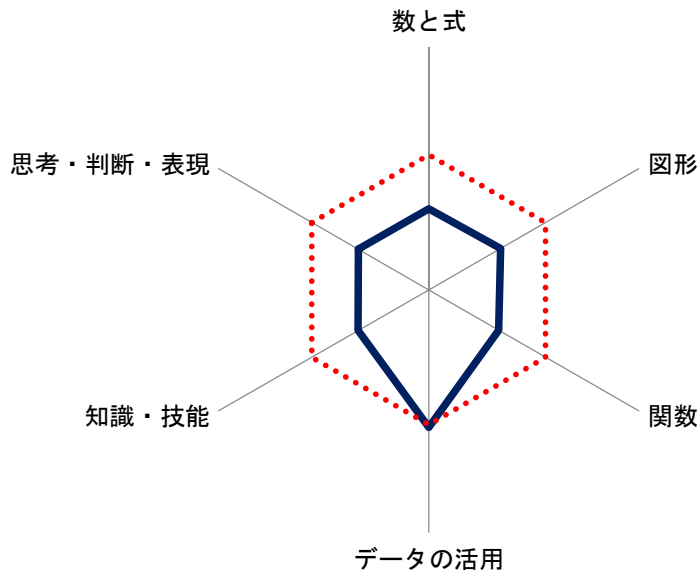 数と式
思考・判断・表現
図形
知識・技能
関数
データの活用